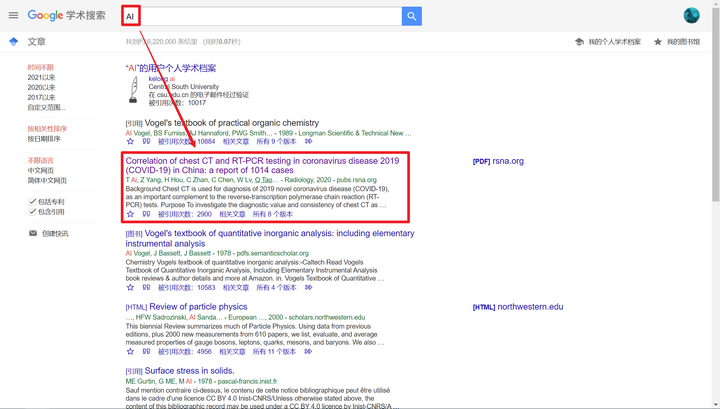 Google 学术搜索
AI
文章
找到约 6,220,000 条结果 (用时0.07秒)
我的个人学术档案
我的图书馆
时间不限
2021以来
2020以来
2017以来
自定义范围...
按相关性排序
按日期排序
不限语言
中文网页
简体中文网页
包括专利
包含引用
创建快讯
“AI”的用户个人学术档案
kelong ai
Central South University
在 csu.edu.cn 的电子邮件经过验证
被引用次数：10017
[引用] Vogel's textbook of practical organic chemistry
AI Vogel, BS Furniss, AJ Hannaford, PWG Smith… - 1989 - Longman Scientific & Technical New …
被引用次数：10884 相关文章 所有 9 个版本
Correlation of chest CT and RT-PCR testing in coronavirus disease 2019
(COVID-19) in China: a report of 1014 cases
T Ai, Z Yang, H Hou, C Zhan, C Chen, W Lv, Q Tao… - Radiology, 2020 - pubs.rsna.org
Background Chest CT is used for diagnosis of 2019 novel coronavirus disease (COVID-19),
as an important complement to the reverse-transcription polymerase chain reaction (RT-
PCR) tests. Purpose To investigate the diagnostic value and consistency of chest CT as …
被引用次数：2900 相关文章 所有 8 个版本
[PDF] rsna.org
[图书] Vogel's textbook of quantitative inorganic analysis: including elementary
instrumental analysis
AI Vogel, J Bassett, J Bassett - 1978 - pdfs.semanticscholar.org
Chemistry Vogels textbook of quantitative inorganic analysis:-Caltech Read Vogels
Textbook of Quantitative Inorganic Analysis, Including Elementary Instrumental Analysis
book reviews & author details and more at Amazon. in. Vogels Textbook of Quantitative …
被引用次数：10583 相关文章 所有 4 个版本
[HTML] Review of particle physics
…, HFW Sadrozinski, AI Sanda… - European …, 2000 - scholars.northwestern.edu
This biennial Review summarizes much of Particle Physics. Using data from previous
editions, plus 2000 new measurements from 610 papers, we list, evaluate, and average
measured properties of gauge bosons, leptons, quarks, mesons, and baryons. We also …
被引用次数：4956 相关文章 所有 11 个版本
[HTML] northwestern.edu
[引用] Surface stress in solids.
ME Gurtin, G ME, M AI - 1978 - pascal-francis.inist.fr
Sauf mention contraire ci-dessus, le contenu de cette notice bibliographique peut être utilisé
dans le cadre d'une licence CC BY 4.0 Inist-CNRS/Unless otherwise stated above, the
content of this bibliographic record may be used under a CC BY 4.0 licence by Inist-CNRS/A …